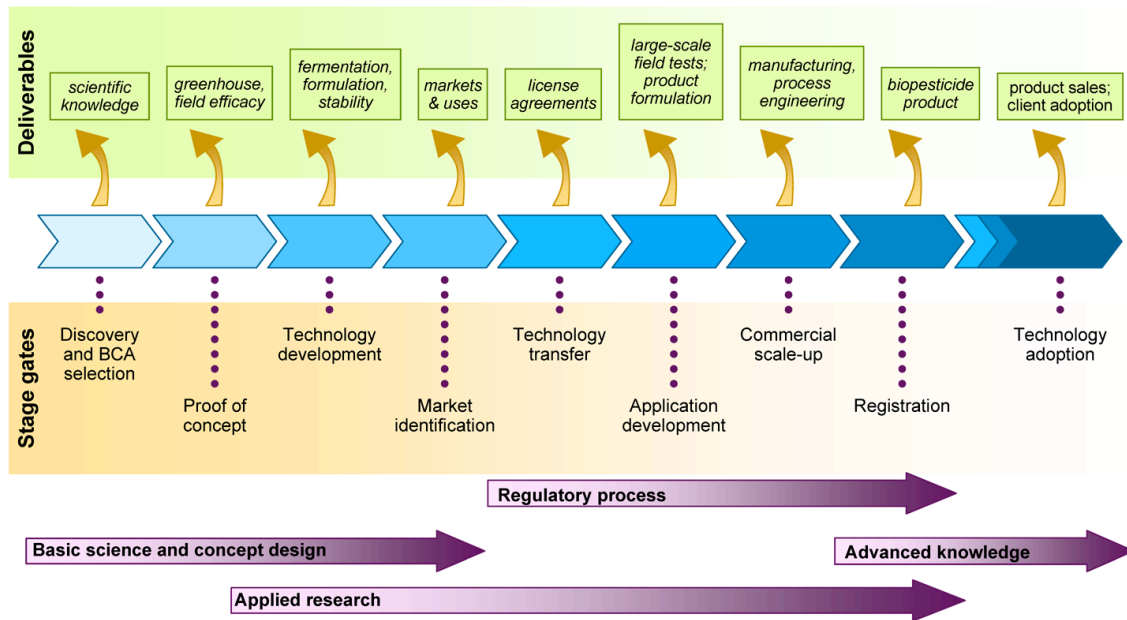 Deliverables
scientific
knowledge
greenhouse,
field efficacy
fermentation,
formulation,
stability
markets
& uses
license
agreements
large-scale
field tests;
product
formulation
manufacturing,
process
engineering
biopesticide
product
product sales;
client adoption
Stage gates
Discovery
and BCA
selection
Proof of
concept
Technology
development
Market
identification
Technology
transfer
Application
development
Commercial
scale-up
Registration
Technology
adoption
Regulatory process
Basic science and concept design
Advanced knowledge
Applied research